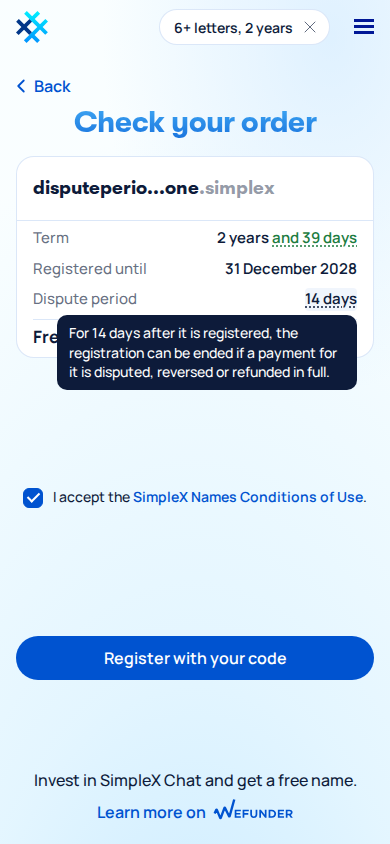 6+ letters, 2 years
Back
Check your order
disputeperio...one.simplex
Term 2 years and 39 days
Registered until 31 December 2028
Dispute period 14 days
For 14 days after it is registered, the
registration can be ended if a payment for
it is disputed, reversed or refunded in full.
I accept the SimpleX Names Conditions of Use.
Register with your code
Invest in SimpleX Chat and get a free name.
Learn more on WEFUNDER